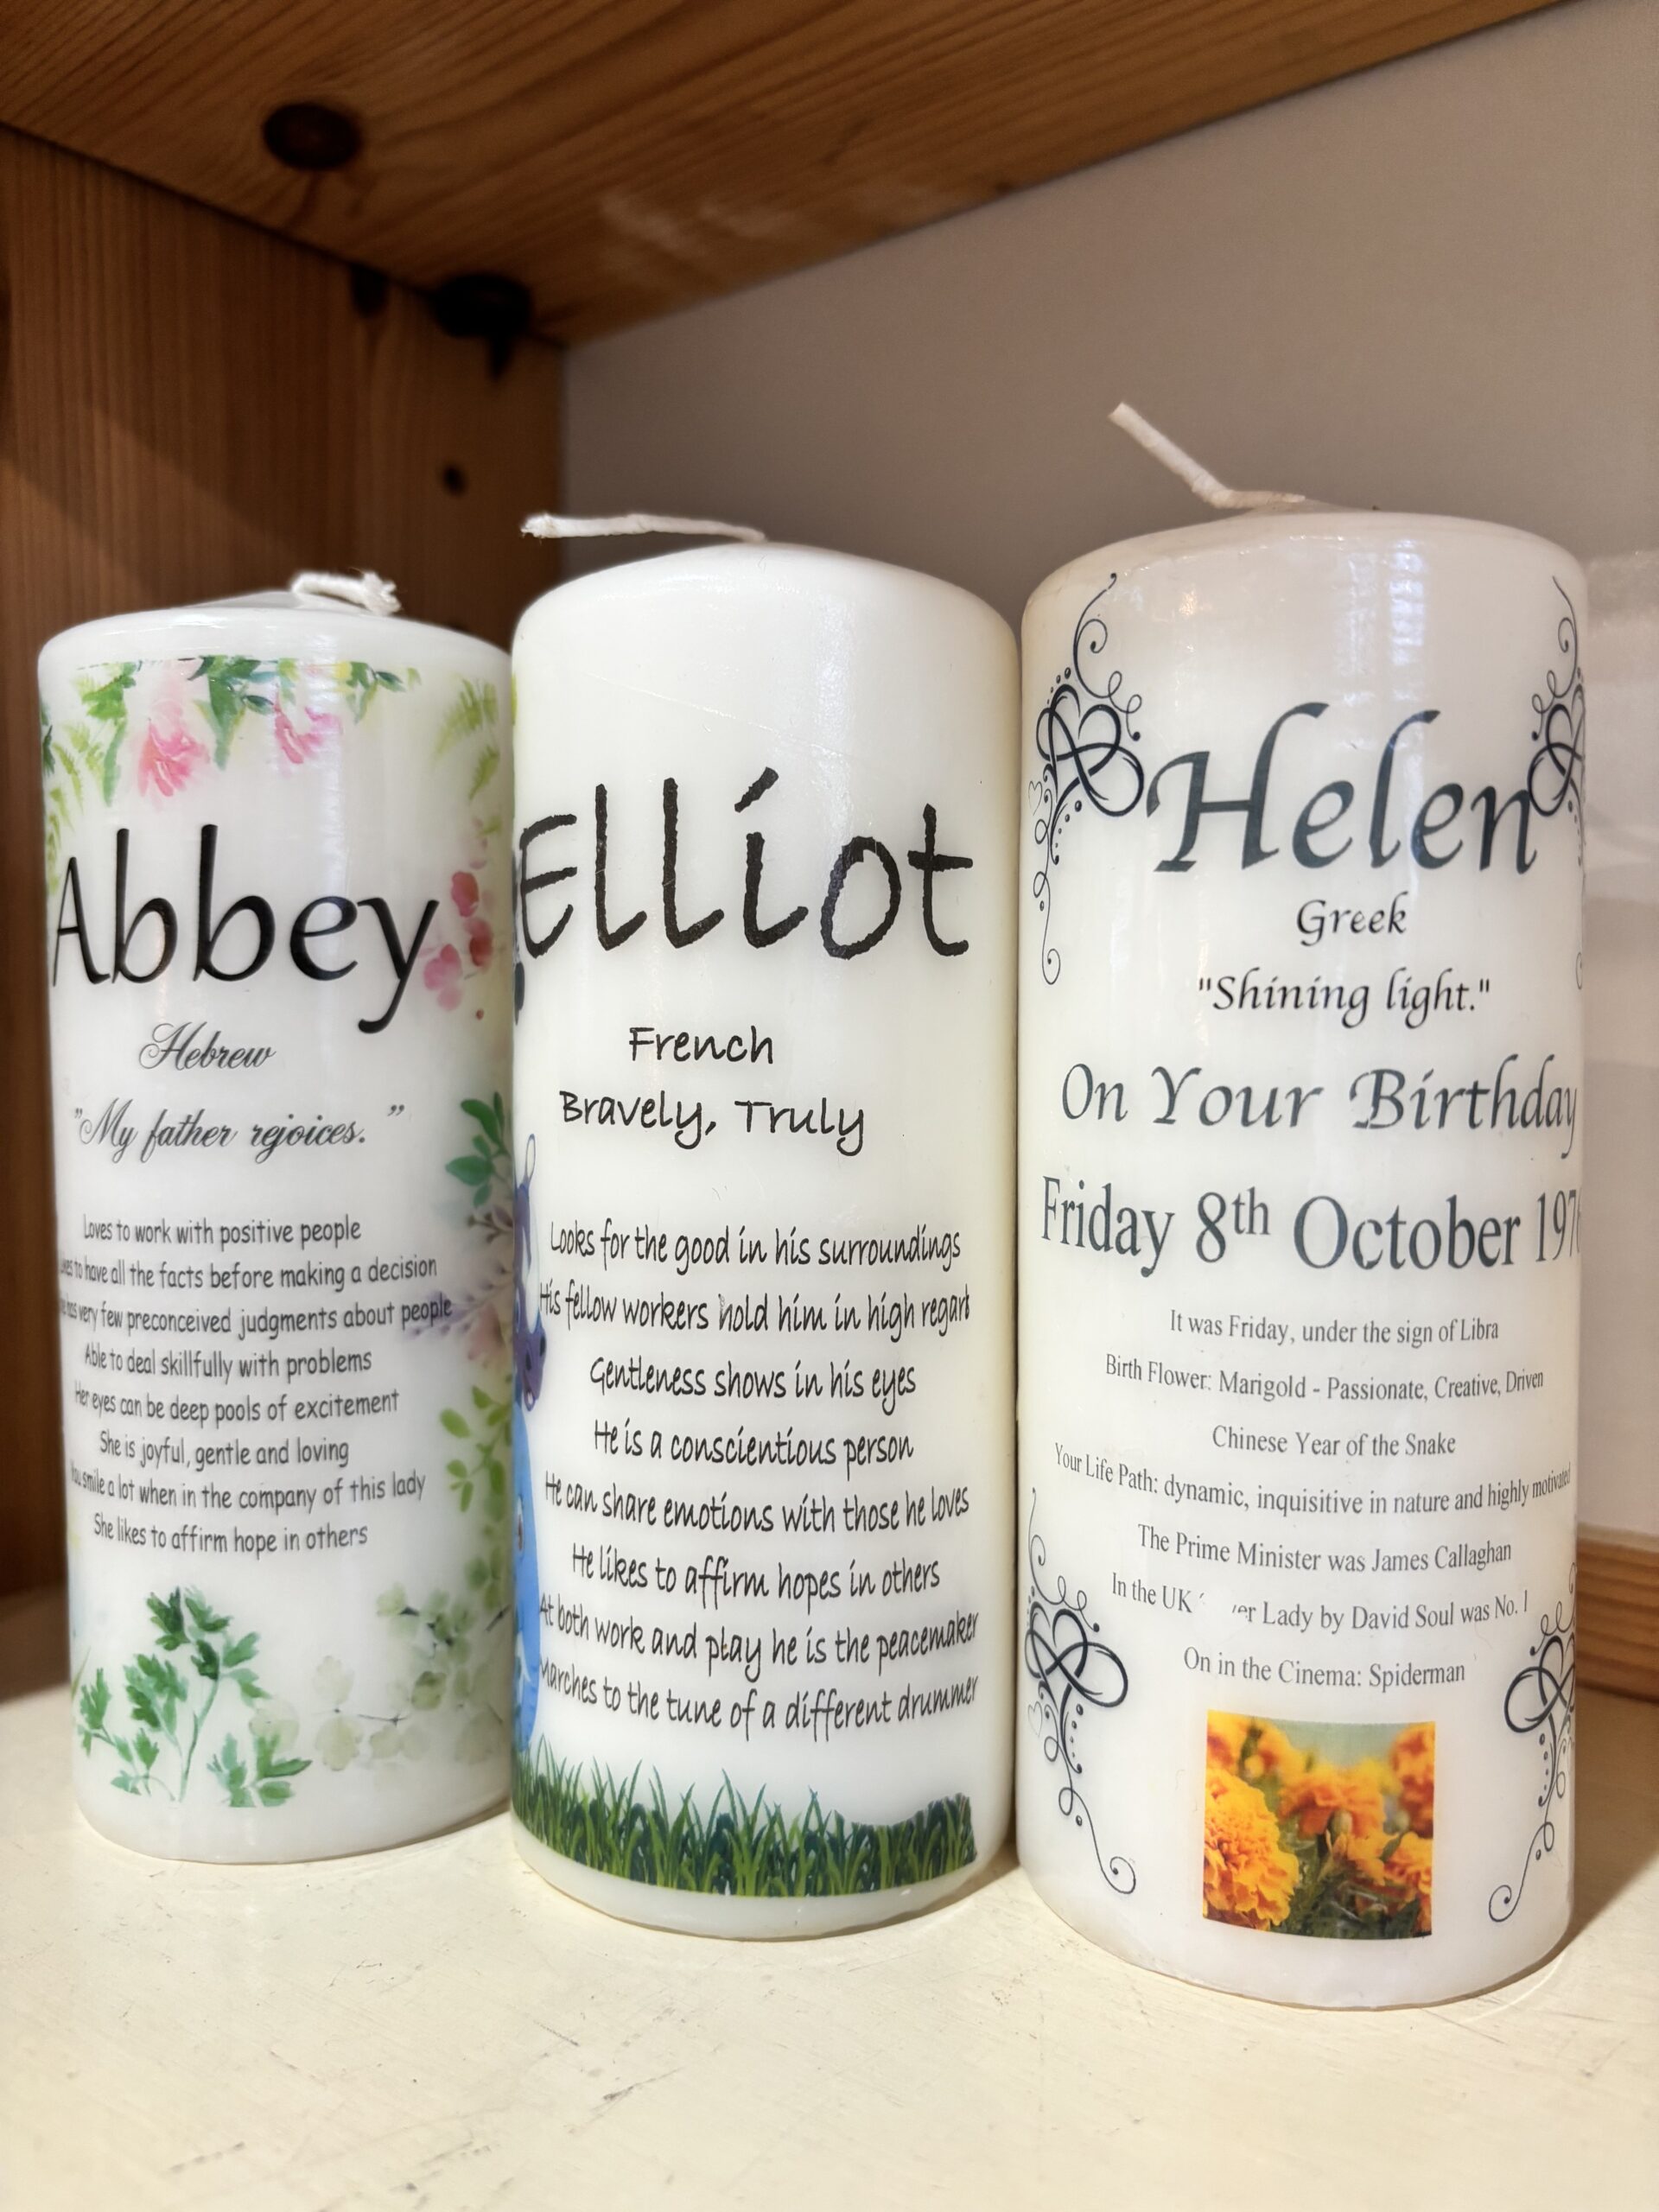 Abbey
Hebrew
"My father rejoices. "
Loves to work with positive people
to have all the facts before making a decision
has very few preconceived judgments about people
Able to deal skillfully with problems
Her eyes can be deep pools of excitement
She is joyful, gentle and loving
You smile a lot when in the company of this lady
She likes to affirm hope in others
Elliot
French
Bravely, Truly
Looks for the good in his surroundings
His fellow workers hold him in high regart
Gentleness shows in his eyes
He is a conscientious person
He can share emotions with those he loves
He likes to affirm hopes in others
At both work and play he is the peacemaker
Marches to the tune of a different drummer
Helen
Greek
"Shining light."
On Your Birthday
Friday 8th October 197
It was Friday, under the sign of Libra
Birth Flower: Marigold - Passionate, Creative, Driven
Chinese Year of the Snake
Your Life Path: dynamic, inquisitive in nature and highly motivated
The Prime Minister was James Callaghan
In the UK er Lady by David Soul was No. 1
On in the Cinema: Spiderman